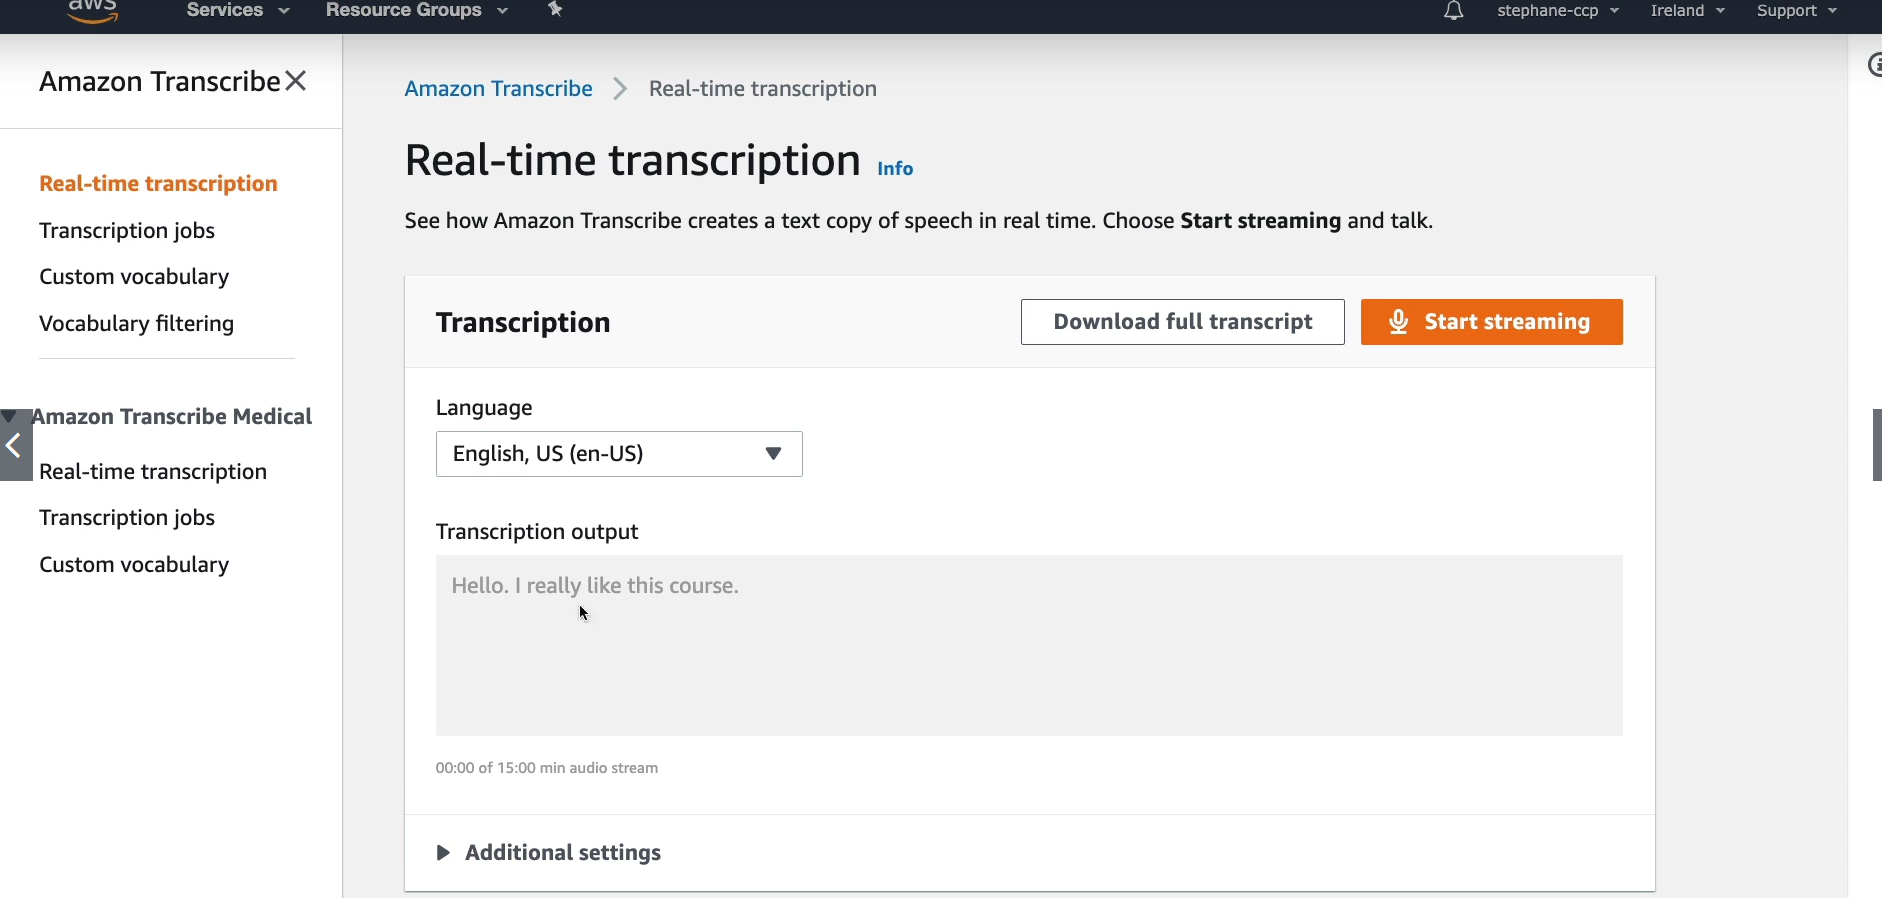 aws Services Resource Groups stephane-ccp Ireland Support
Amazon Transcribe
Real-time transcription
Transcription jobs
Custom vocabulary
Vocabulary filtering
Amazon Transcribe Medical
Real-time transcription
Transcription jobs
Custom vocabulary
Amazon Transcribe Real-time transcription
Real-time transcription Info
See how Amazon Transcribe creates a text copy of speech in real time. Choose Start streaming and talk.
Transcription Download full transcript Start streaming
Language
English, US (en-US)
Transcription output
Hello. I really like this course.
00:00 of 15:00 min audio stream
Additional settings